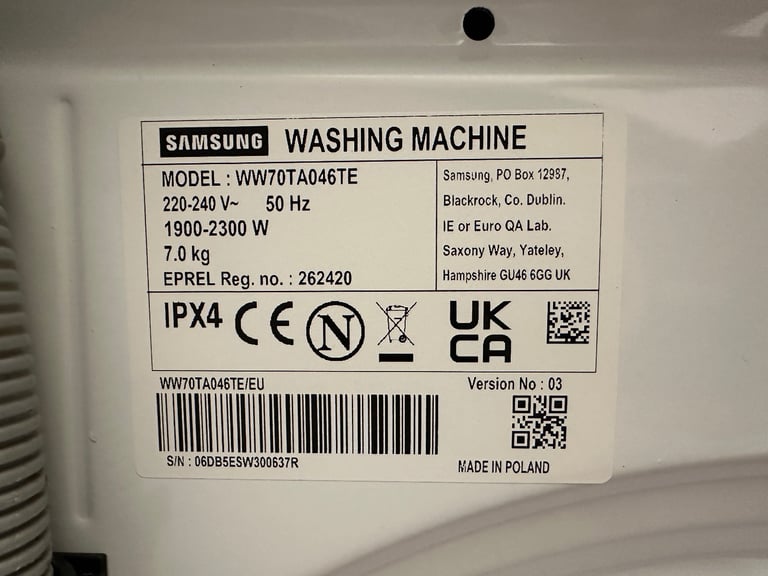 SAMSUNG WASHING MACHINE
MODEL : WW70TA046TE
220-240 V~ 50 Hz
1900-2300 W
7.0 kg
EPREL Reg. no. : 262420
Samsung, PO Box 12987,
Blackrock, Co. Dublin.
IE or Euro QA Lab.
Saxony Way, Yateley,
Hampshire GU46 6GG UK
IPX4 CE N UK
CA
WW70TA046TE/EU
Version No : 03
S/N : 06DB5ESW300637R
MADE IN POLAND